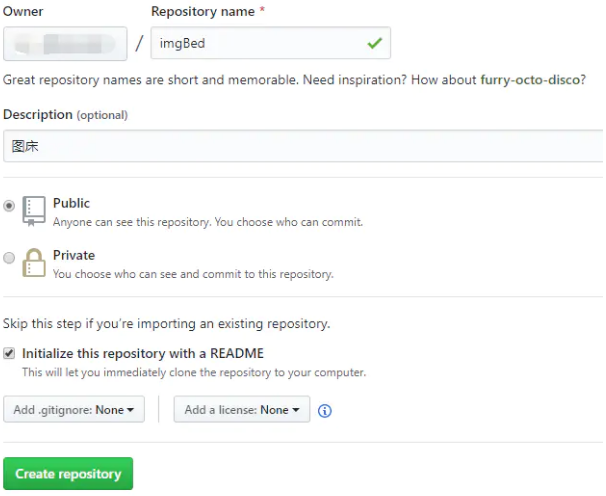 Owner Repository name *
/ imgBed
Great repository names are short and memorable. Need inspiration? How about furry-octo-disco?
Description (optional)
图床
Public
Anyone can see this repository. You choose who can commit.
Private
You choose who can see and commit to this repository.
Skip this step if you're importing an existing repository.
Initialize this repository with a README
This will let you immediately clone the repository to your computer.
Add .gitignore: None Add a license: None
Create repository